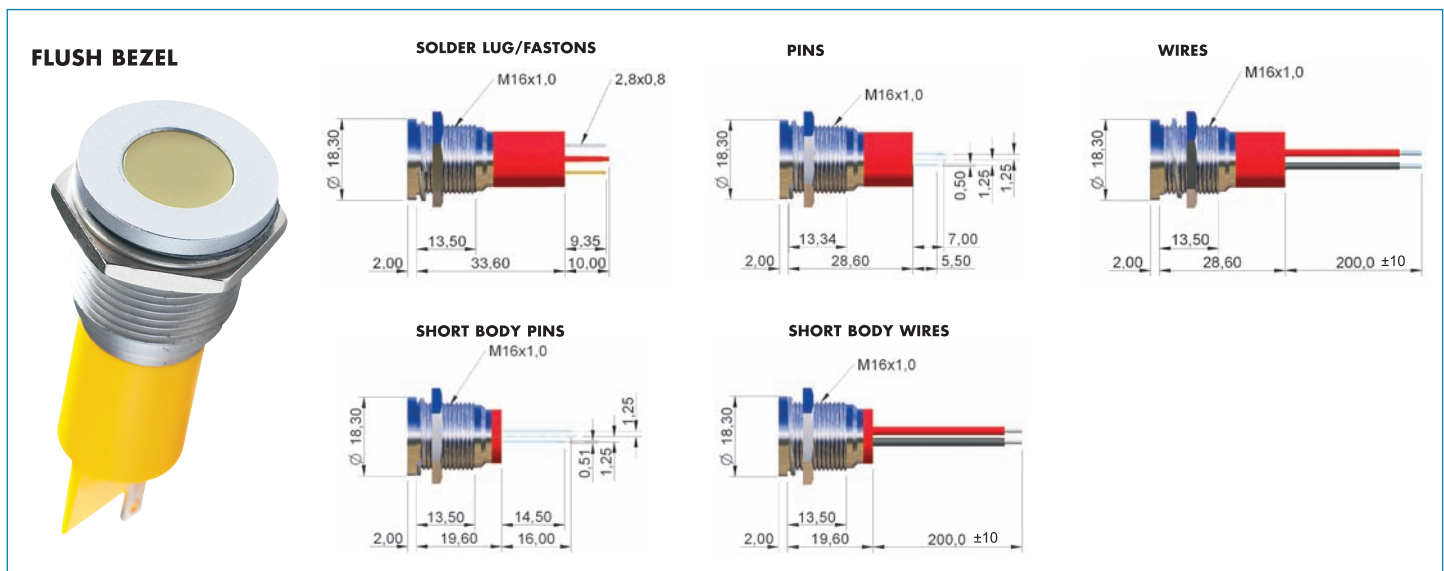 FLUSH BEZEL
SOLDER LUG/FASTONS
M16x1,0
2,8x0,8
Ø 18,30
13,50
9,35
2,00
33,60
10,00
PINS
M16x1,0
Ø 18,30
0,50
1,25
1,25
13,34
7,00
2,00
28,60
5,50
WIRES
M16x1,0
Ø 18,30
13,50
2,00
28,60
200,0 ±10
SHORT BODY PINS
M16x1,0
Ø 18,30
0,51
1,25
1,25
13,50
14,50
2,00
19,60
16,00
SHORT BODY WIRES
M16x1,0
Ø 18,30
13,50
2,00
19,60
200,0 ±10